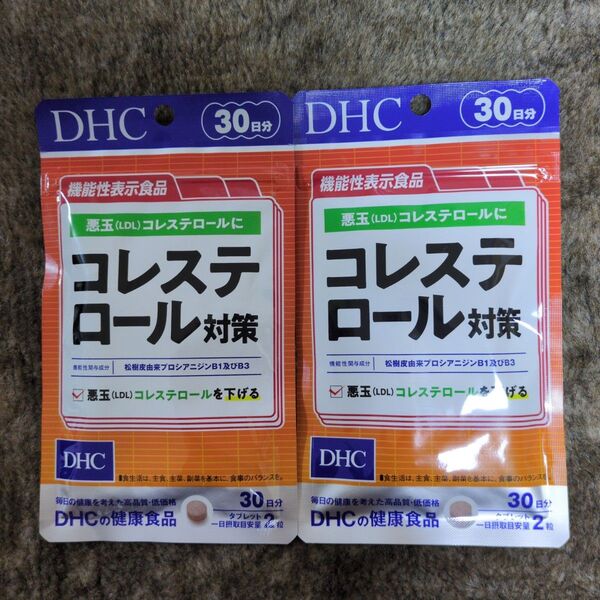 DHC
30日分
機能性表示食品
悪玉(LDL)コレステロールに
コレステ
ロール対策
機能性関与成分 松樹皮由来プロシアニジンB1及びB3
悪玉(LDL)コレステロールを下げる
DHC
食生活は、主食、主菜、副菜を基本に、食事のバランスを。
毎日の健康を考えた高品質・低価格
DHCの健康食品
30日分
タブレット
一日摂取目安量2粒
DHC
30日分
機能性表示食品
悪玉(LDL)コレステロールに
コレステ
ロール対策
機能性関与成分 松樹皮由来プロシアニジンB1及びB3
悪玉(LDL)コレステロールを下げる
DHC
食生活は、主食、主菜、副菜を基本に、食事のバランスを。
毎日の健康を考えた高品質・低価格
DHCの健康食品
30日分
タブレット
一日摂取目安量2粒